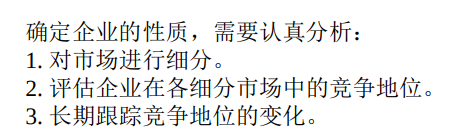 确定企业的性质，需要认真分析：
1. 对市场进行细分。
2. 评估企业在各细分市场中的竞争地位。
3. 长期跟踪竞争地位的变化。